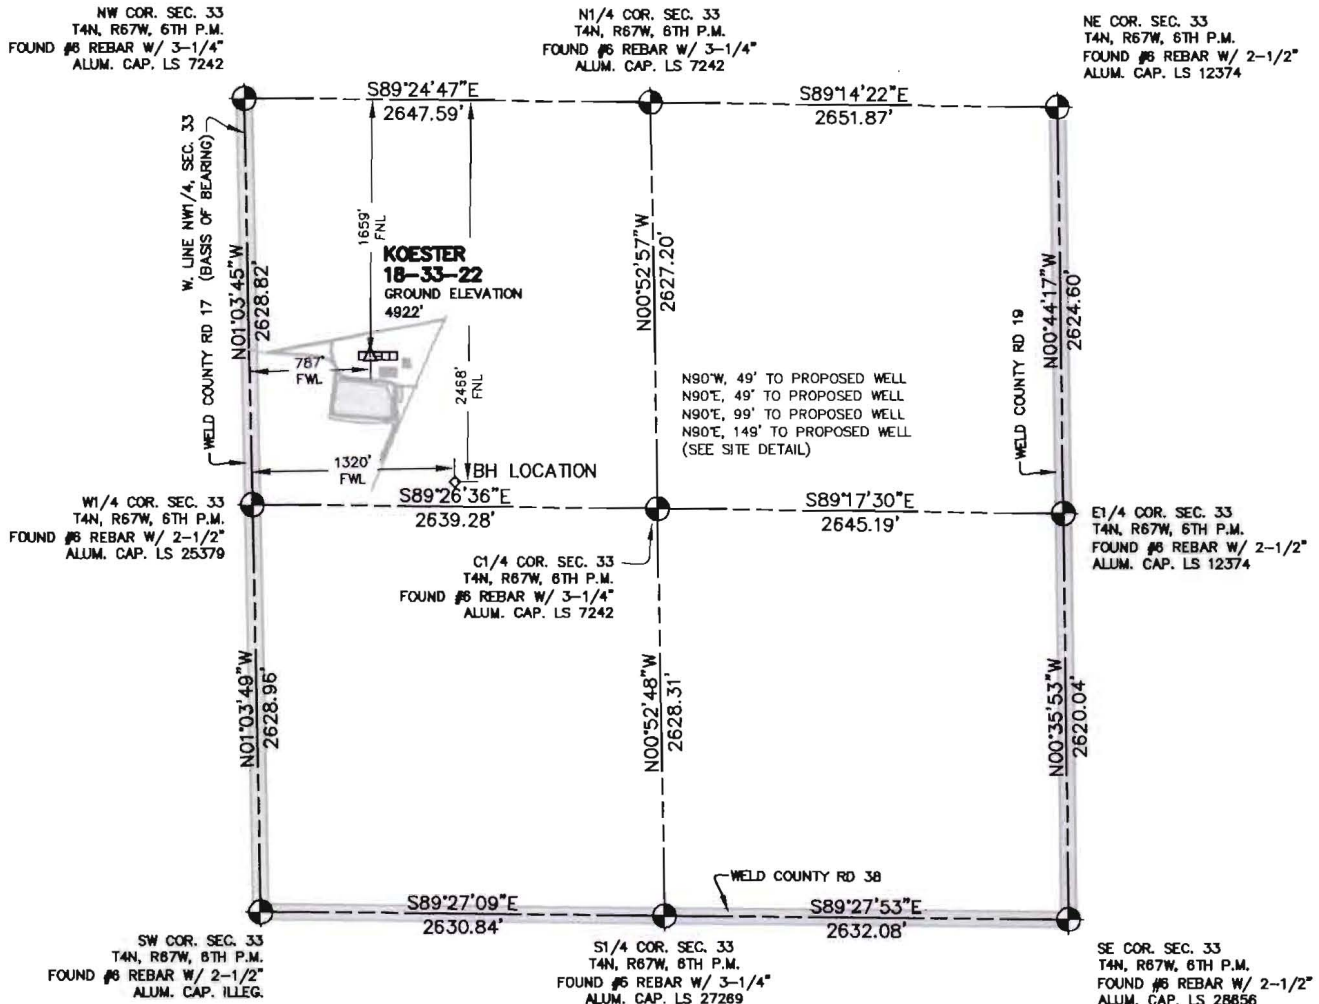 NW COR. SEC. 33
T4N, R67W, 6TH P.M.
FOUND #6 REBAR W/ 3-1/4"
ALUM. CAP. LS 7242
N1/4 COR. SEC. 33
T4N, R67W, 6TH P.M.
FOUND #6 REBAR W/ 3-1/4"
ALUM. CAP. LS 7242
NE COR. SEC. 33
T4N, R67W, 6TH P.M.
FOUND #6 REBAR W/ 2-1/2"
ALUM. CAP. LS 12374
S89°24'47"E
2647.59'
S89°14'22"E
2651.87'
W. LINE NW1/4, SEC. 33
(BASIS OF BEARING)
WELD COUNTY RD 17
N01°03'45"W
2628.82'
1659'
FNL
KOESTER
18-33-22
GROUND ELEVATION
4922'
787'
FWL
2468'
FNL
N00°52'57"W
2627.20'
N90°W, 49' TO PROPOSED WELL
N90°E, 49' TO PROPOSED WELL
N90°E, 99' TO PROPOSED WELL
N90°E, 149' TO PROPOSED WELL
(SEE SITE DETAIL)
WELD COUNTY RD 19
N00°44'17"W
2624.60'
1320'
FWL
BH LOCATION
S89°26'36"E
2639.28'
S89°17'30"E
2645.19'
W1/4 COR. SEC. 33
T4N, R67W, 6TH P.M.
FOUND #6 REBAR W/ 2-1/2"
ALUM. CAP. LS 25379
C1/4 COR. SEC. 33
T4N, R67W, 6TH P.M.
FOUND #6 REBAR W/ 3-1/4"
ALUM. CAP. LS 7242
E1/4 COR. SEC. 33
T4N, R67W, 6TH P.M.
FOUND #6 REBAR W/ 2-1/2"
ALUM. CAP. LS 12374
N01°03'49"W
2628.96'
N00°52'48"W
2628.31'
N00°35'53"W
2620.04'
WELD COUNTY RD 38
S89°27'09"E
2630.84'
S89°27'53"E
2632.08'
SW COR. SEC. 33
T4N, R67W, 6TH P.M.
FOUND #6 REBAR W/ 2-1/2"
ALUM. CAP. ILLEG.
S1/4 COR. SEC. 33
T4N, R67W, 6TH P.M.
FOUND #6 REBAR W/ 3-1/4"
ALUM. CAP. LS 27269
SE COR. SEC. 33
T4N, R67W, 6TH P.M.
FOUND #6 REBAR W/ 2-1/2"
ALUM. CAP. LS 28656